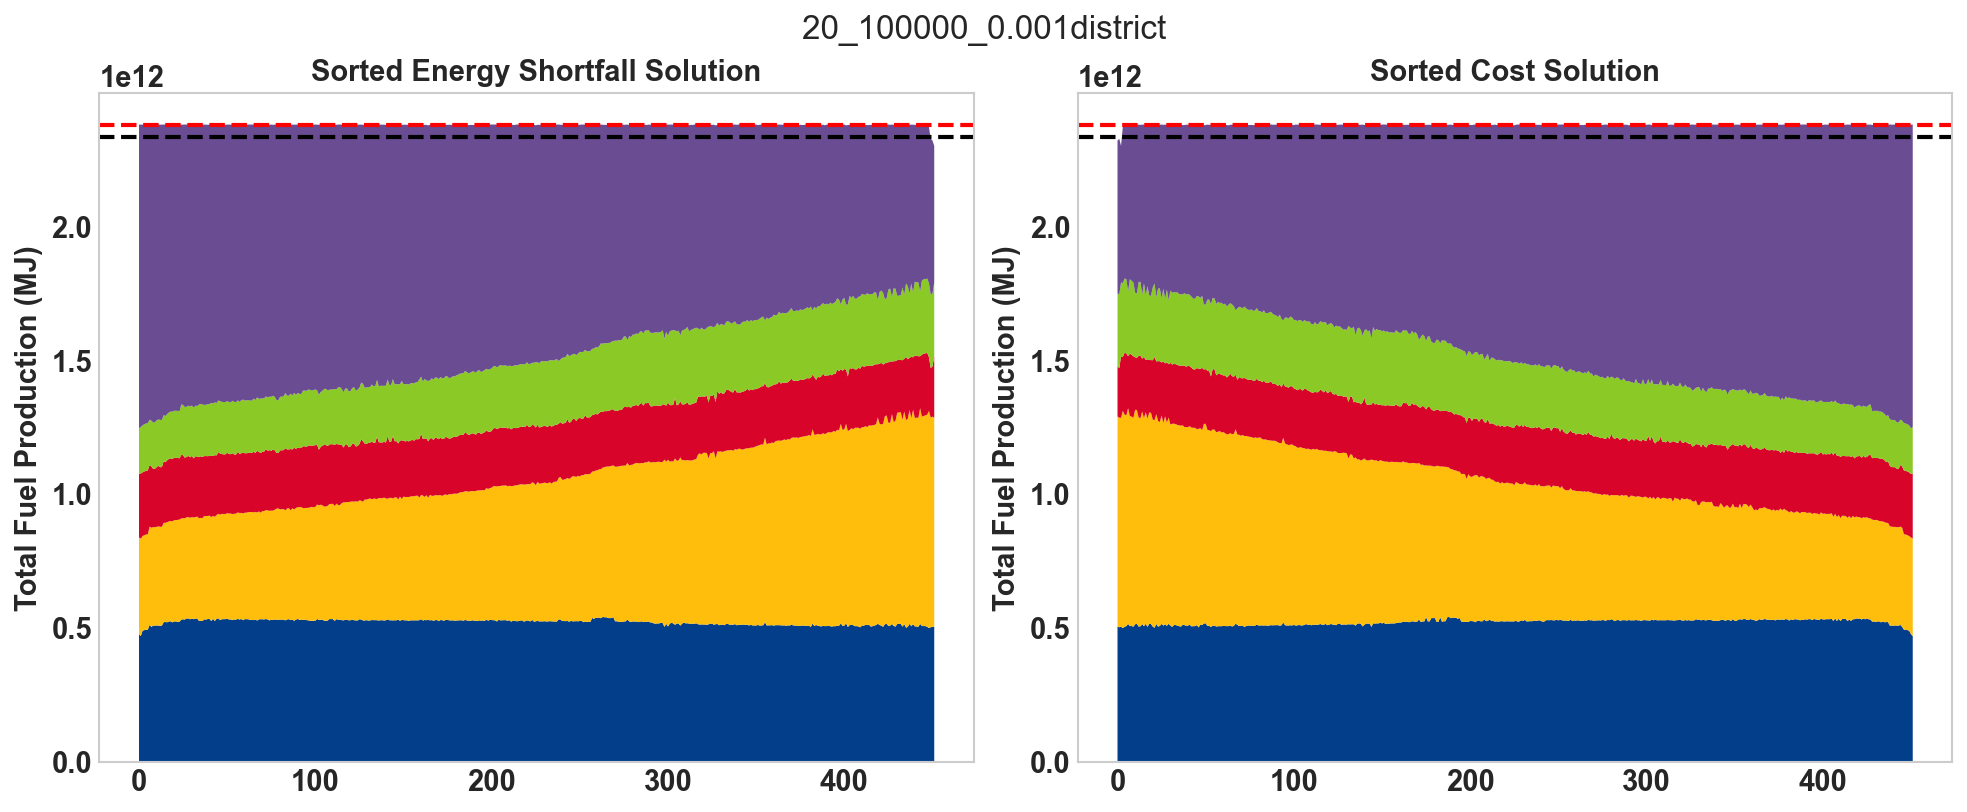 20_100000_0.001district
Sorted Energy Shortfall Solution
1e12
Total Fuel Production (MJ)
2.0
1.5
1.0
0.5
0.0
0 100 200 300 400
Sorted Cost Solution
1e12
Total Fuel Production (MJ)
2.0
1.5
1.0
0.5
0.0
0 100 200 300 400